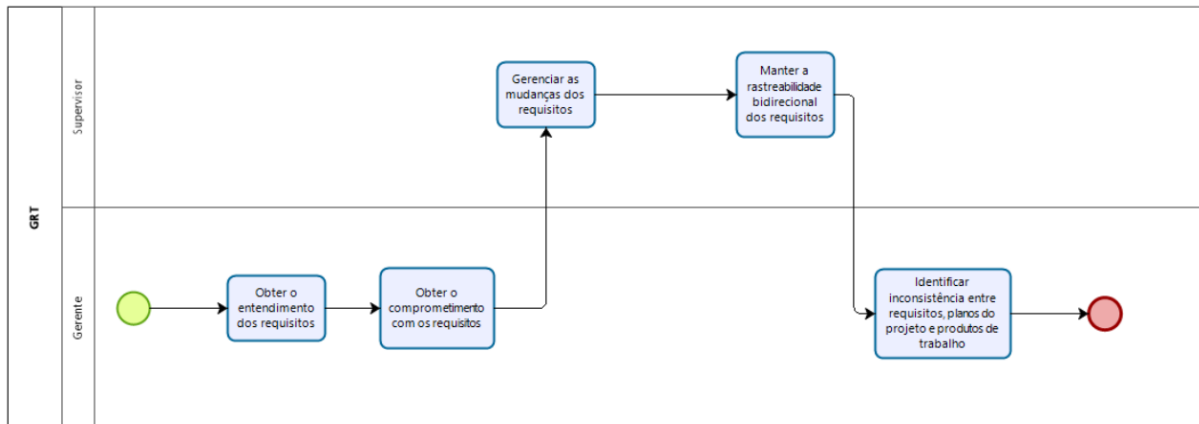 GRT
Supervisor
Gerenciar as
mudanças dos
requisitos
Manter a
rastreabilidade
bidirecional
dos requisitos
Gerente
Obter o
entendimento
dos requisitos
Obter o
comprometimento
com os requisitos
Identificar
inconsistência entre
requisitos, planos do
projeto e produtos de
trabalho